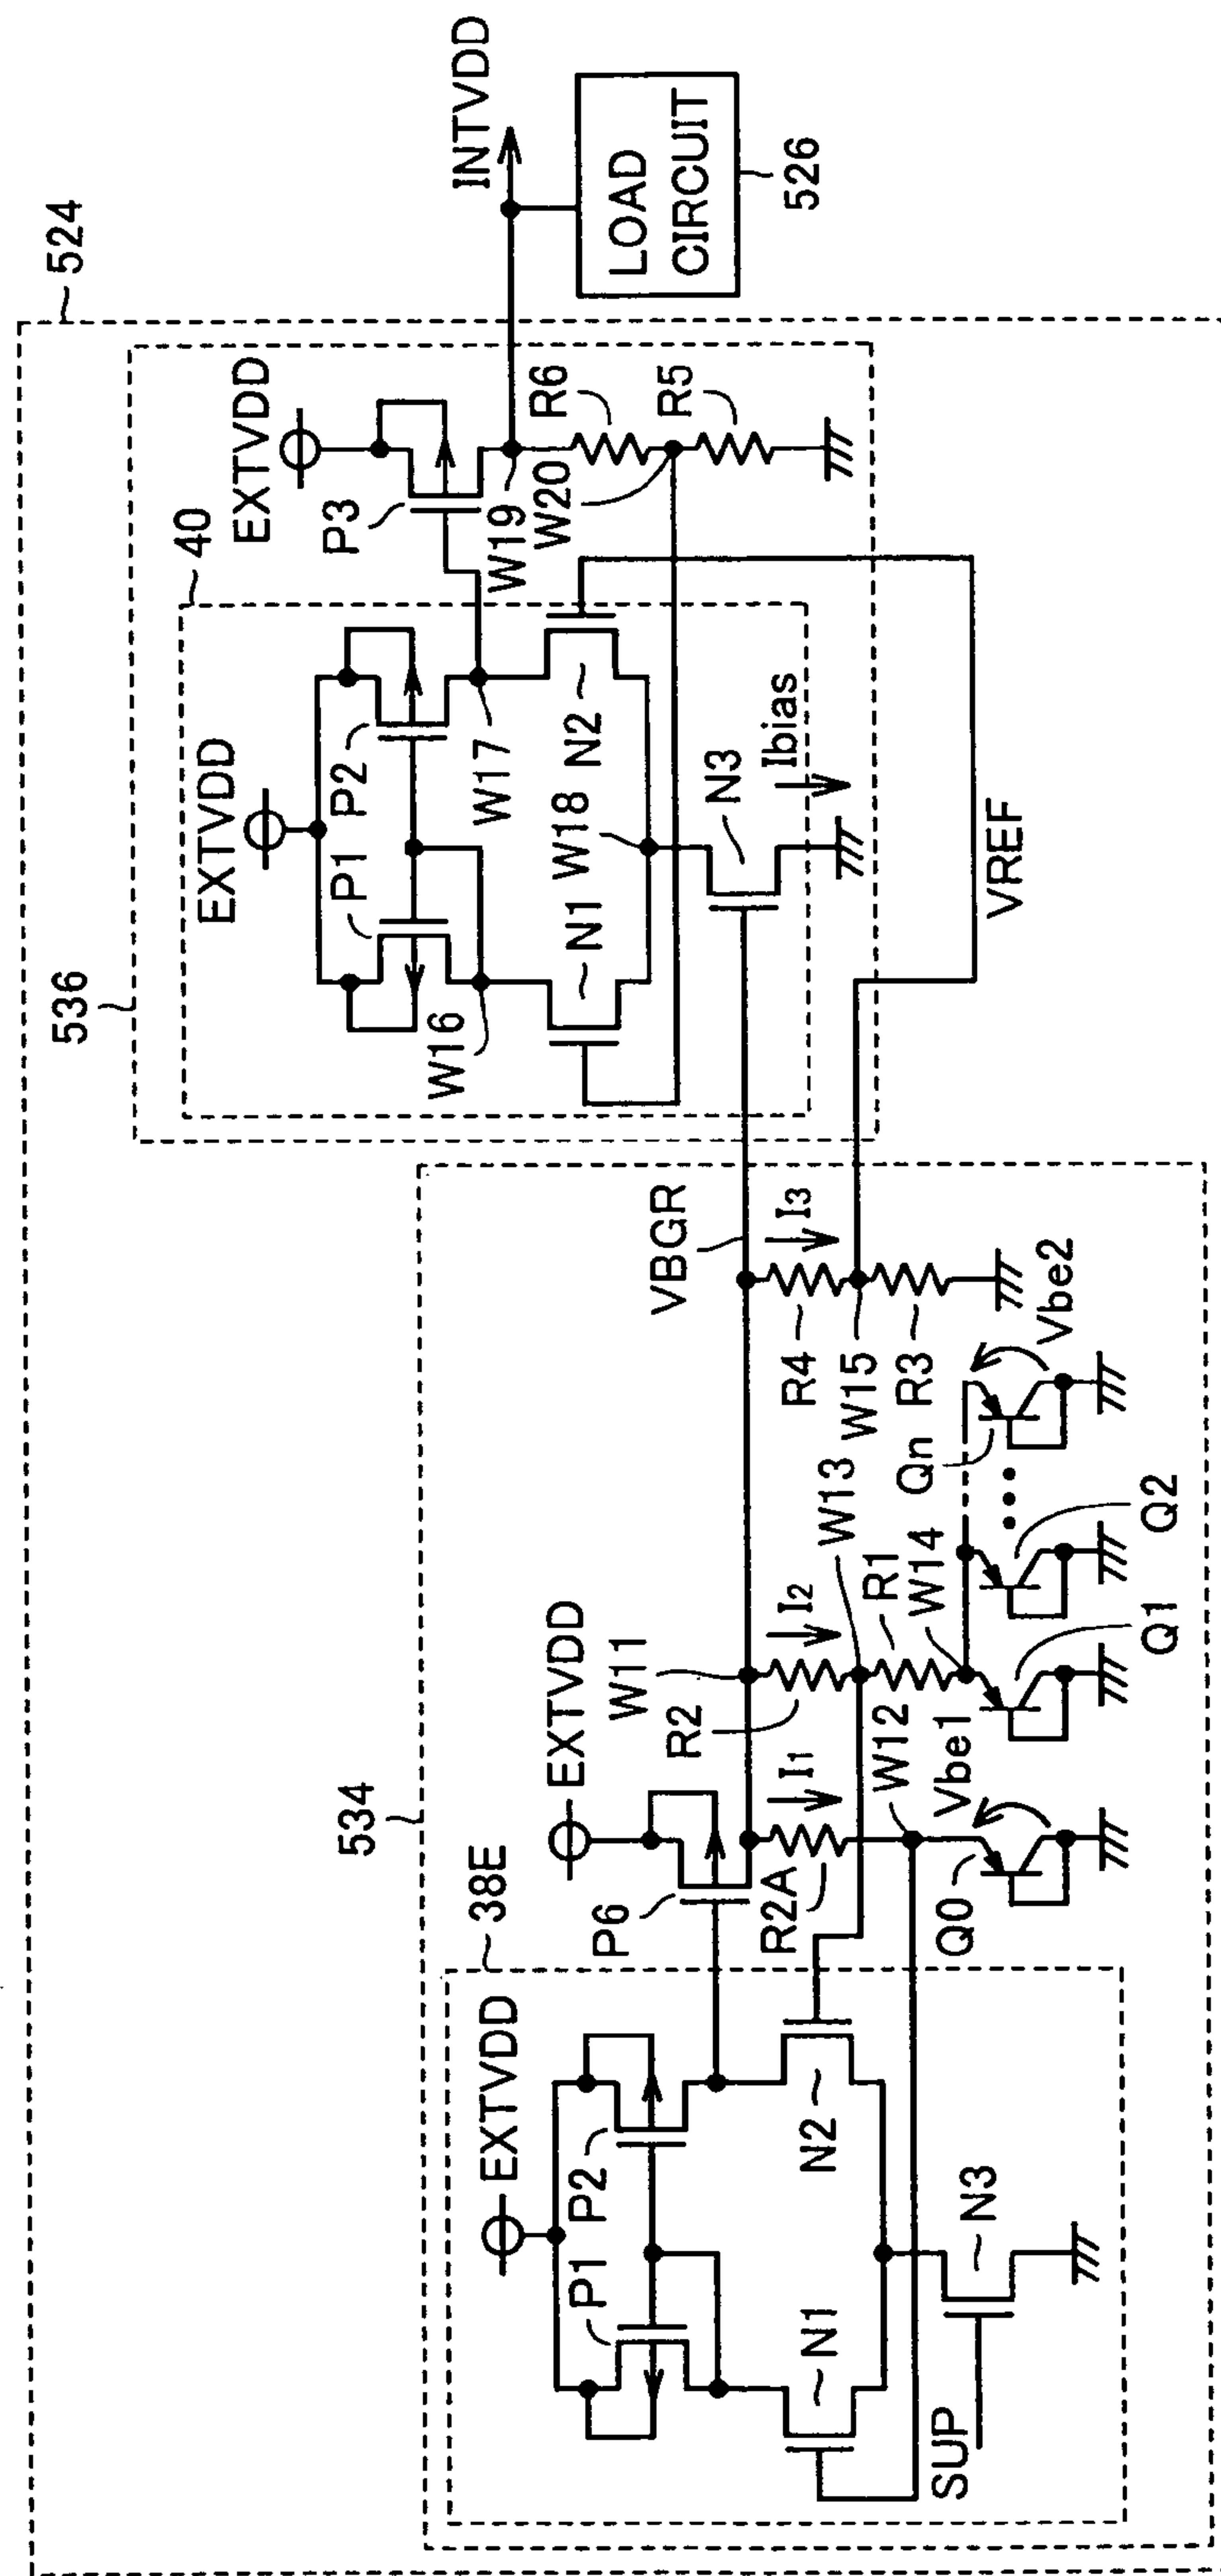 524
536
40
EXTVDD
EXTVDD
P1
P2
P3
W16
W17
W19
W20
N1
W18
N2
R6
R5
N3
Ibias
INTVDD
LOAD
CIRCUIT
526
VREF
534
38E
EXTVDD
EXTVDD
P1
P2
P6
W11
VBGR
R2A
I1
R2
I2
W13
R4
I3
N1
N2
W12
R1
W14
W15
R3
SUP
N3
Q0
Vbe1
Q1
Q2
Qn
Vbe2